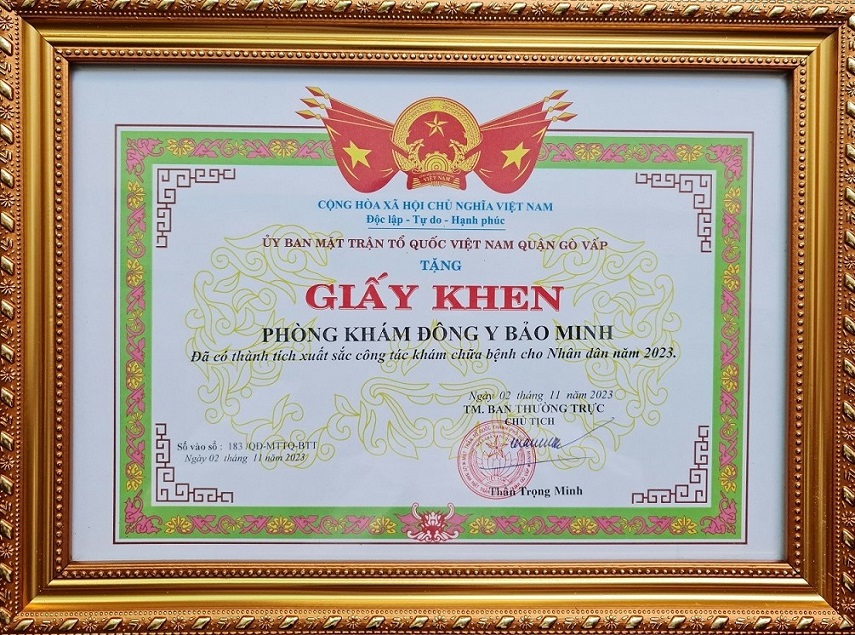 VIỆT NAM
CỘNG HÒA XÃ HỘI CHỦ NGHĨA VIỆT NAM
Độc lập - Tự do - Hạnh phúc
ỦY BAN MẶT TRẬN TỔ QUỐC VIỆT NAM QUẬN GÒ VẤP
TẶNG
GIẤY KHEN
PHÒNG KHÁM ĐÔNG Y BẢO MINH
Đã có thành tích xuất sắc công tác khám chữa bệnh cho Nhân dân năm 2023.
Ngày 02 tháng 11 năm 2023
TM. BAN THƯỜNG TRỰC
CHỦ TỊCH
Số vào sổ : 183 /QĐ-MTTQ-BTT
Ngày 02 tháng 11 năm 2023
Thân Trọng Minh